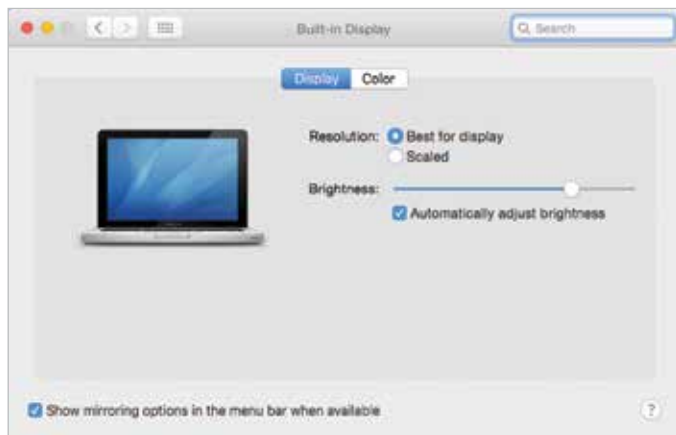 Built-in Display
Search
Display Color
Resolution: Best for display
Scaled
Brightness:
Automatically adjust brightness
Show mirroring options in the menu bar when available
?